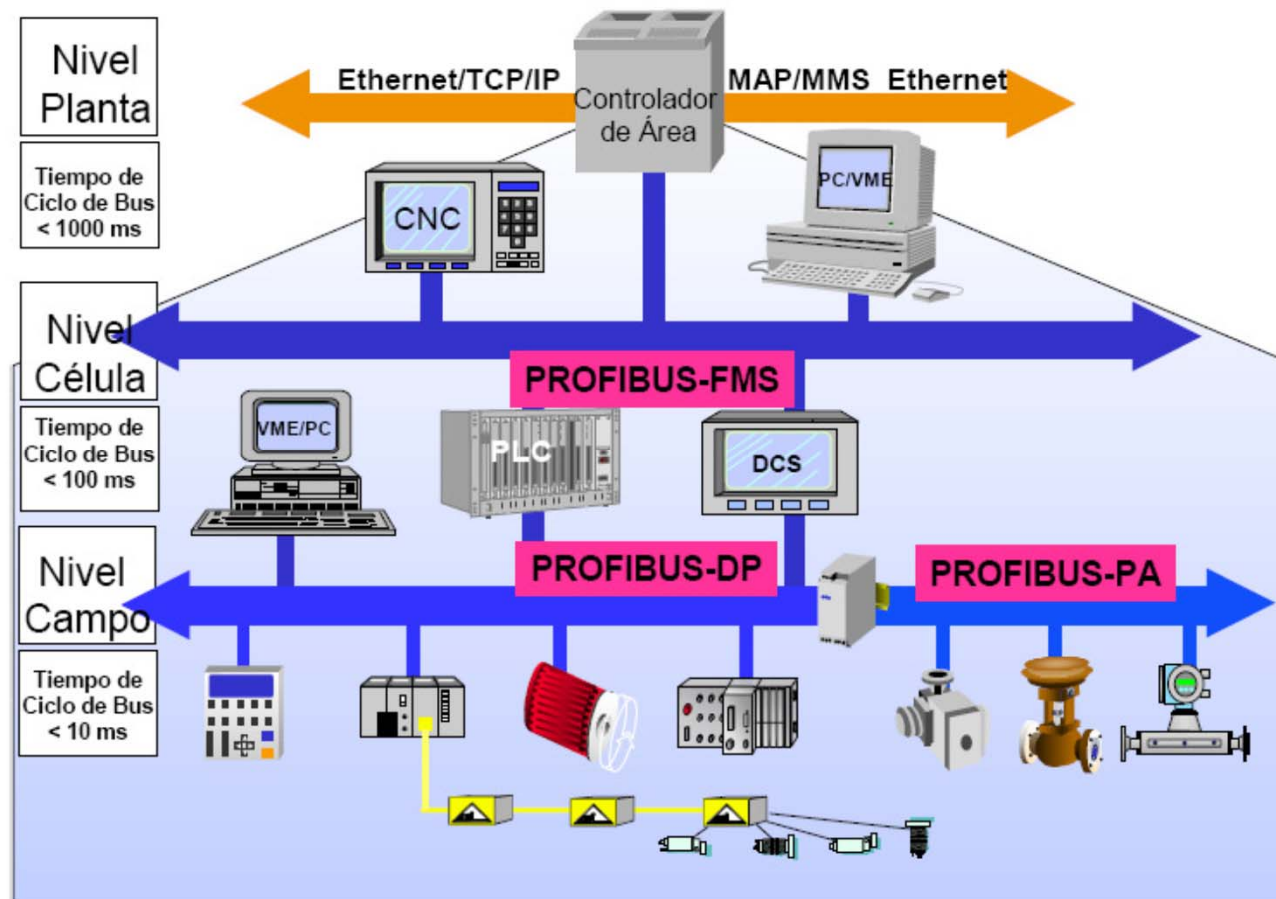 Nivel
Planta
Ethernet/TCP/IP
MAP/MMS Ethernet
Controlador
de Área
Tiempo de
Ciclo de Bus
< 1000 ms
CNC
PC/VME
Nivel
Célula
PROFIBUS-FMS
Tiempo de
Ciclo de Bus
< 100 ms
VME/PC
PLC
DCS
Nivel
Campo
PROFIBUS-DP
PROFIBUS-PA
Tiempo de
Ciclo de Bus
< 10 ms